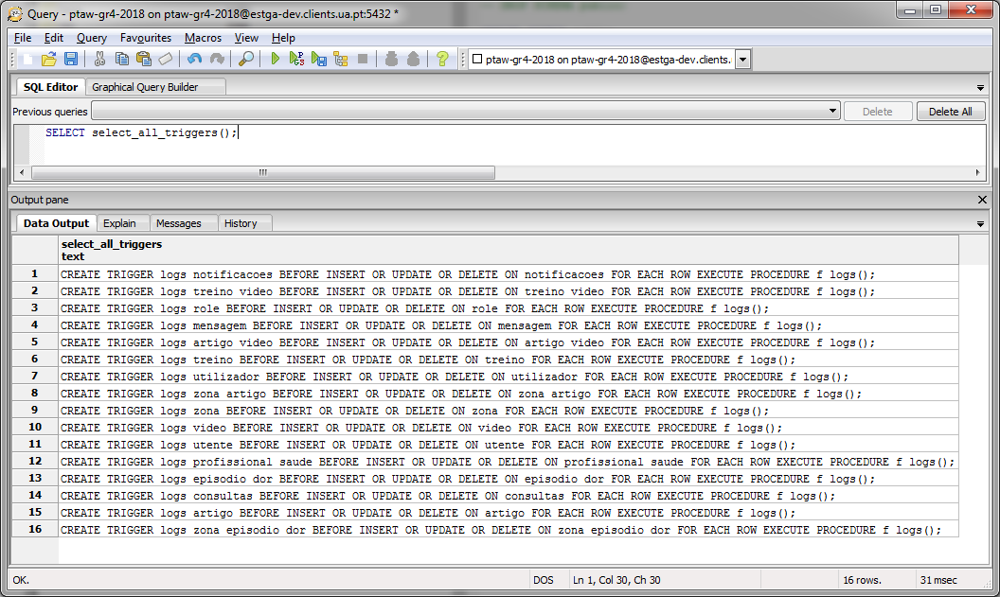 Query - ptaw-gr4-2018 on ptaw-gr4-2018@estga-dev.clients.ua.pt:5432 *
File Edit Query Favourites Macros View Help
ptaw-gr4-2018 on ptaw-gr4-2018@estga-dev.clients.
SQL Editor Graphical Query Builder
Previous queries Delete Delete All
SELECT select_all_triggers();
Output pane
Data Output Explain Messages History
select_all_triggers
text
1 CREATE TRIGGER logs notificacoes BEFORE INSERT OR UPDATE OR DELETE ON notificacoes FOR EACH ROW EXECUTE PROCEDURE f logs();
2 CREATE TRIGGER logs treino video BEFORE INSERT OR UPDATE OR DELETE ON treino video FOR EACH ROW EXECUTE PROCEDURE f logs();
3 CREATE TRIGGER logs role BEFORE INSERT OR UPDATE OR DELETE ON role FOR EACH ROW EXECUTE PROCEDURE f logs();
4 CREATE TRIGGER logs mensagem BEFORE INSERT OR UPDATE OR DELETE ON mensagem FOR EACH ROW EXECUTE PROCEDURE f logs();
5 CREATE TRIGGER logs artigo video BEFORE INSERT OR UPDATE OR DELETE ON artigo video FOR EACH ROW EXECUTE PROCEDURE f logs();
6 CREATE TRIGGER logs treino BEFORE INSERT OR UPDATE OR DELETE ON treino FOR EACH ROW EXECUTE PROCEDURE f logs();
7 CREATE TRIGGER logs utilizador BEFORE INSERT OR UPDATE OR DELETE ON utilizador FOR EACH ROW EXECUTE PROCEDURE f logs();
8 CREATE TRIGGER logs zona artigo BEFORE INSERT OR UPDATE OR DELETE ON zona artigo FOR EACH ROW EXECUTE PROCEDURE f logs();
9 CREATE TRIGGER logs zona BEFORE INSERT OR UPDATE OR DELETE ON zona FOR EACH ROW EXECUTE PROCEDURE f logs();
10 CREATE TRIGGER logs video BEFORE INSERT OR UPDATE OR DELETE ON video FOR EACH ROW EXECUTE PROCEDURE f logs();
11 CREATE TRIGGER logs utente BEFORE INSERT OR UPDATE OR DELETE ON utente FOR EACH ROW EXECUTE PROCEDURE f logs();
12 CREATE TRIGGER logs profissional saude BEFORE INSERT OR UPDATE OR DELETE ON profissional saude FOR EACH ROW EXECUTE PROCEDURE f logs();
13 CREATE TRIGGER logs episodio dor BEFORE INSERT OR UPDATE OR DELETE ON episodio dor FOR EACH ROW EXECUTE PROCEDURE f logs();
14 CREATE TRIGGER logs consultas BEFORE INSERT OR UPDATE OR DELETE ON consultas FOR EACH ROW EXECUTE PROCEDURE f logs();
15 CREATE TRIGGER logs artigo BEFORE INSERT OR UPDATE OR DELETE ON artigo FOR EACH ROW EXECUTE PROCEDURE f logs();
16 CREATE TRIGGER logs zona episodio dor BEFORE INSERT OR UPDATE OR DELETE ON zona episodio dor FOR EACH ROW EXECUTE PROCEDURE f logs();
OK. DOS Ln 1, Col 30, Ch 30 16 rows. 31 msec